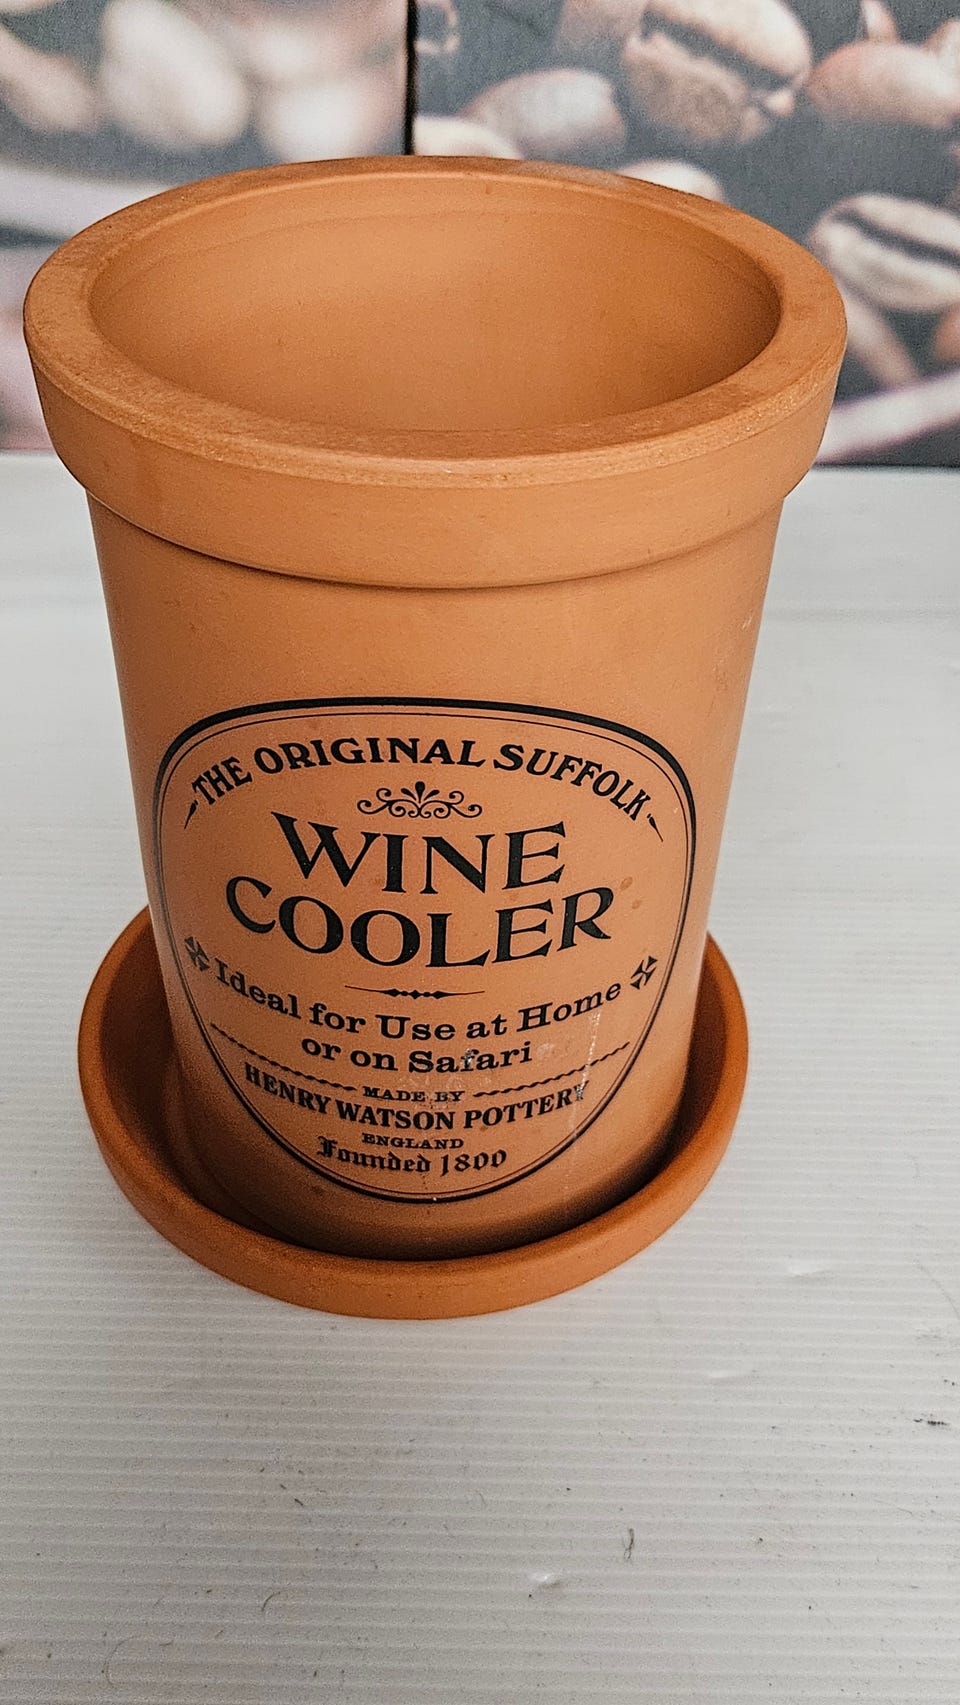 THE ORIGINAL SUFFOLK
WINE
COOLER
Ideal for Use at Home
or on Safari
MADE BY
HENRY WATSON POTTERY
ENGLAND
Founded 1800